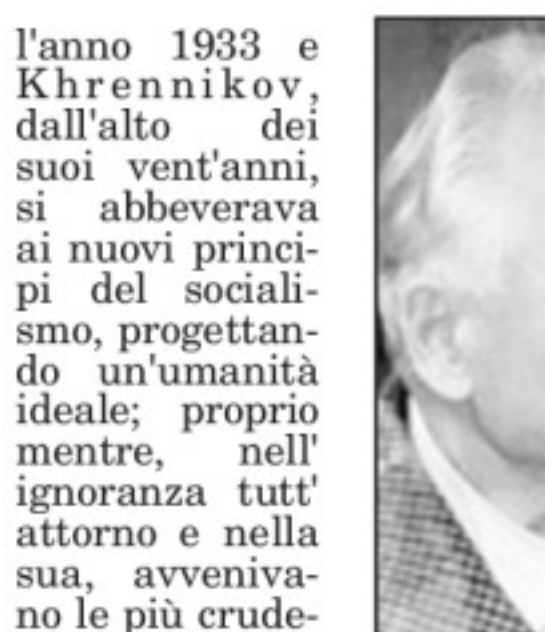 l'anno 1933 e
Khrennikov,
dall'alto dei
suoi vent'anni,
si abbeverava
ai nuovi princi-
pi del sociali-
smo, progettan-
do un'umanità
ideale; proprio
mentre, nell'
ignoranza tutt'
attorno e nella
sua, avveniva-
no le più crude-